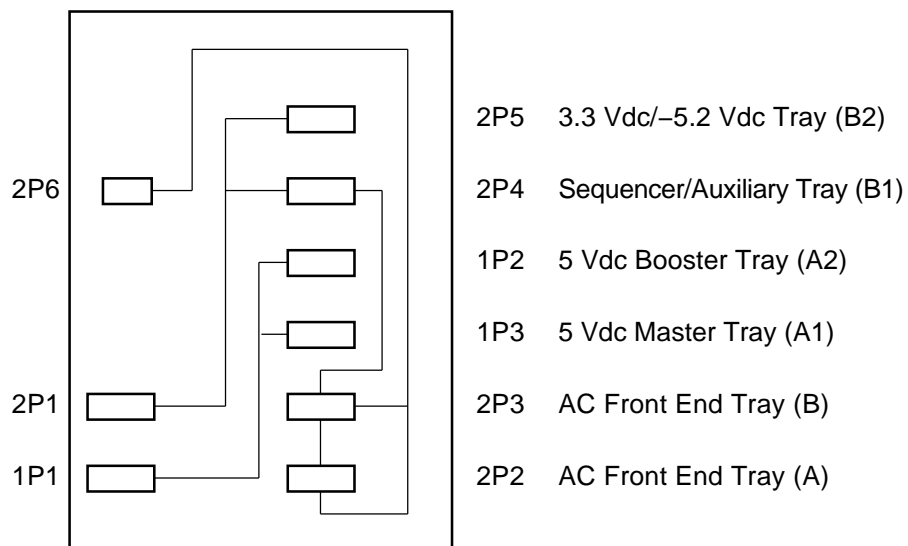 2P5 3.3 Vdc/−5.2 Vdc Tray (B2)
2P6
2P4 Sequencer/Auxiliary Tray (B1)
1P2 5 Vdc Booster Tray (A2)
1P3 5 Vdc Master Tray (A1)
2P1
2P3 AC Front End Tray (B)
1P1
2P2 AC Front End Tray (A)